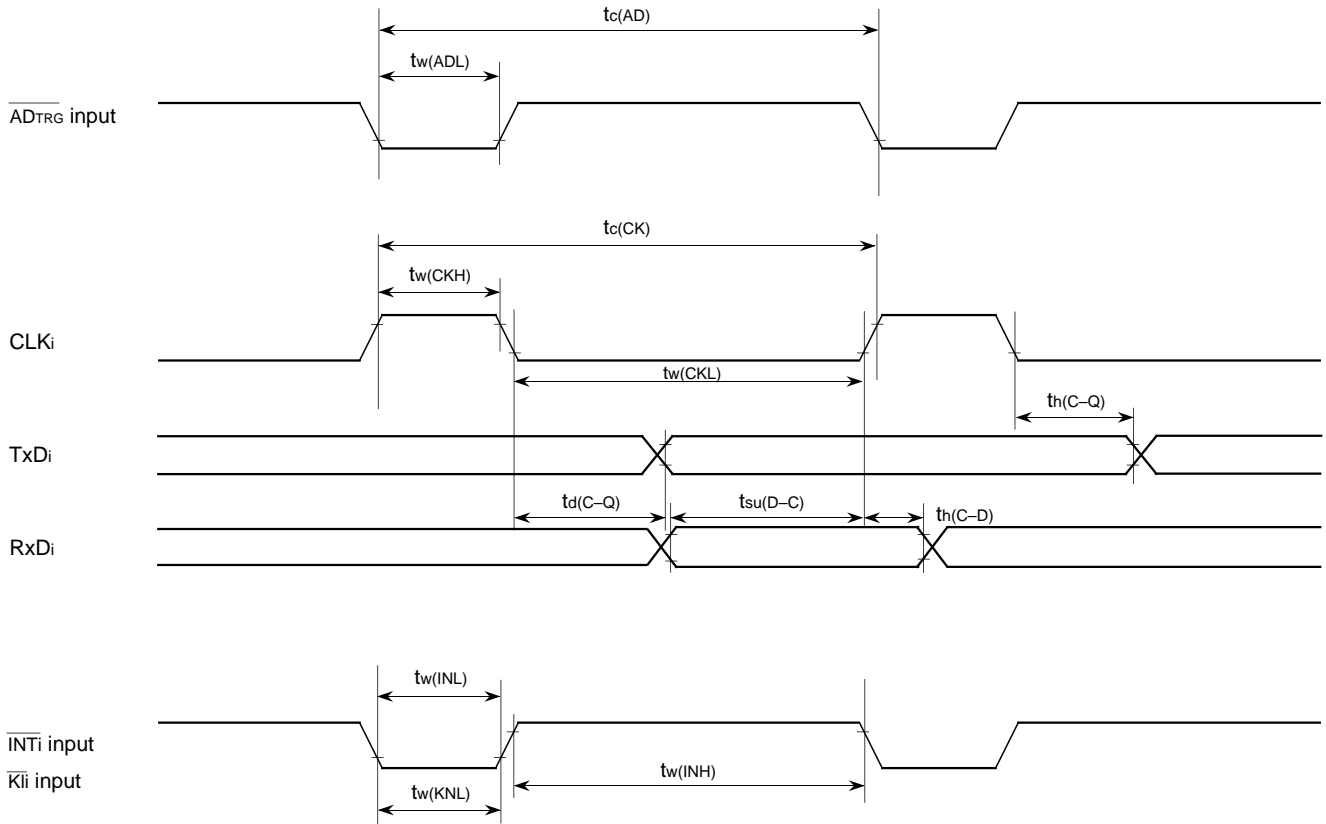 tc(AD)
tw(ADL)
ADTRG input
tc(CK)
tw(CKH)
CLKi
tw(CKL)
th(C–Q)
TxDi
td(C–Q)
tsu(D–C)
th(C–D)
RxDi
tw(INL)
INTi input
KIi input
tw(INH)
tw(KNL)